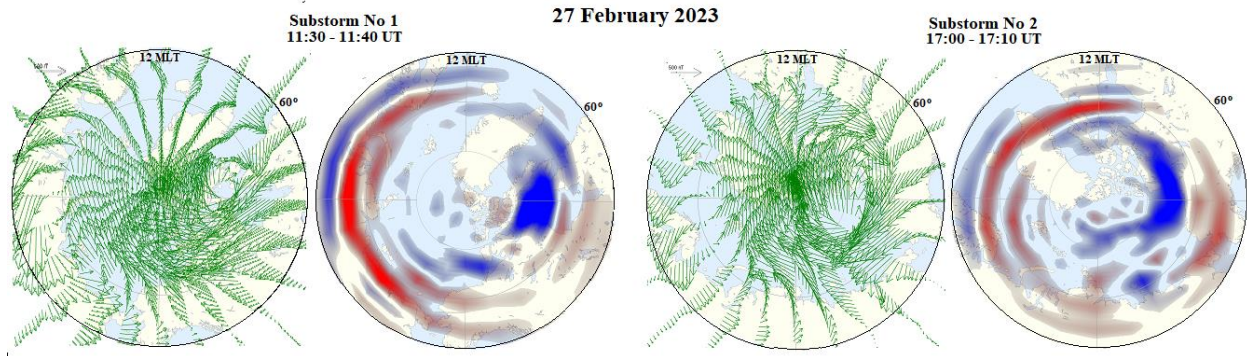 27 February 2023
Substorm No 1
11:30 - 11:40 UT
Substorm No 2
17:00 - 17:10 UT
12 MLT
60°
12 MLT
60°
500 nT
12 MLT
60°
12 MLT
60°